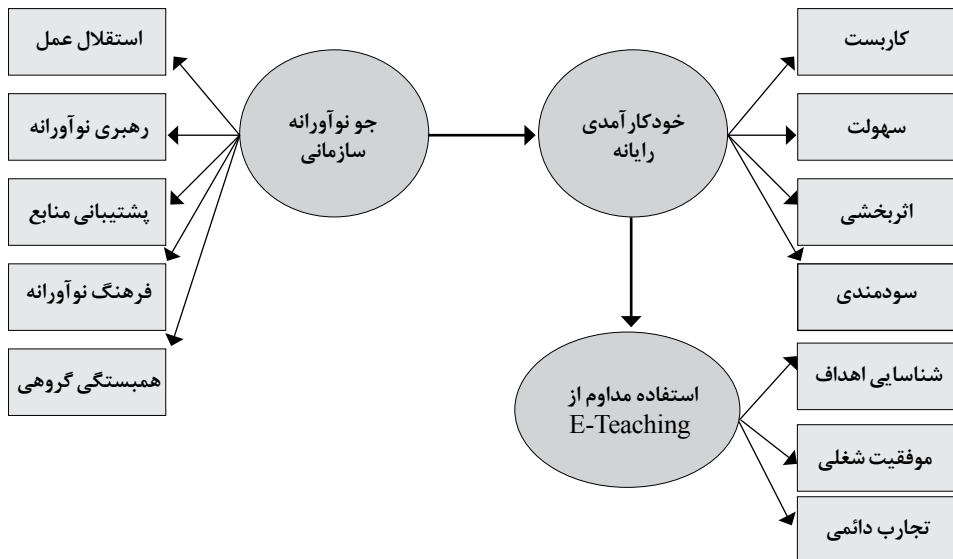 استقلال عمل
رهبری نوآورانه
پشتیبانی منابع
فرهنگ نوآورانه
همبستگی گروهی
جو نوآورانه
سازمانی
خودکارآمدی
رایانه
کاربست
سهولت
اثربخشی
سودمندی
استفاده مداوم از
E-Teaching
شناسایی اهداف
موفقیت شغلی
تجارب دائمی